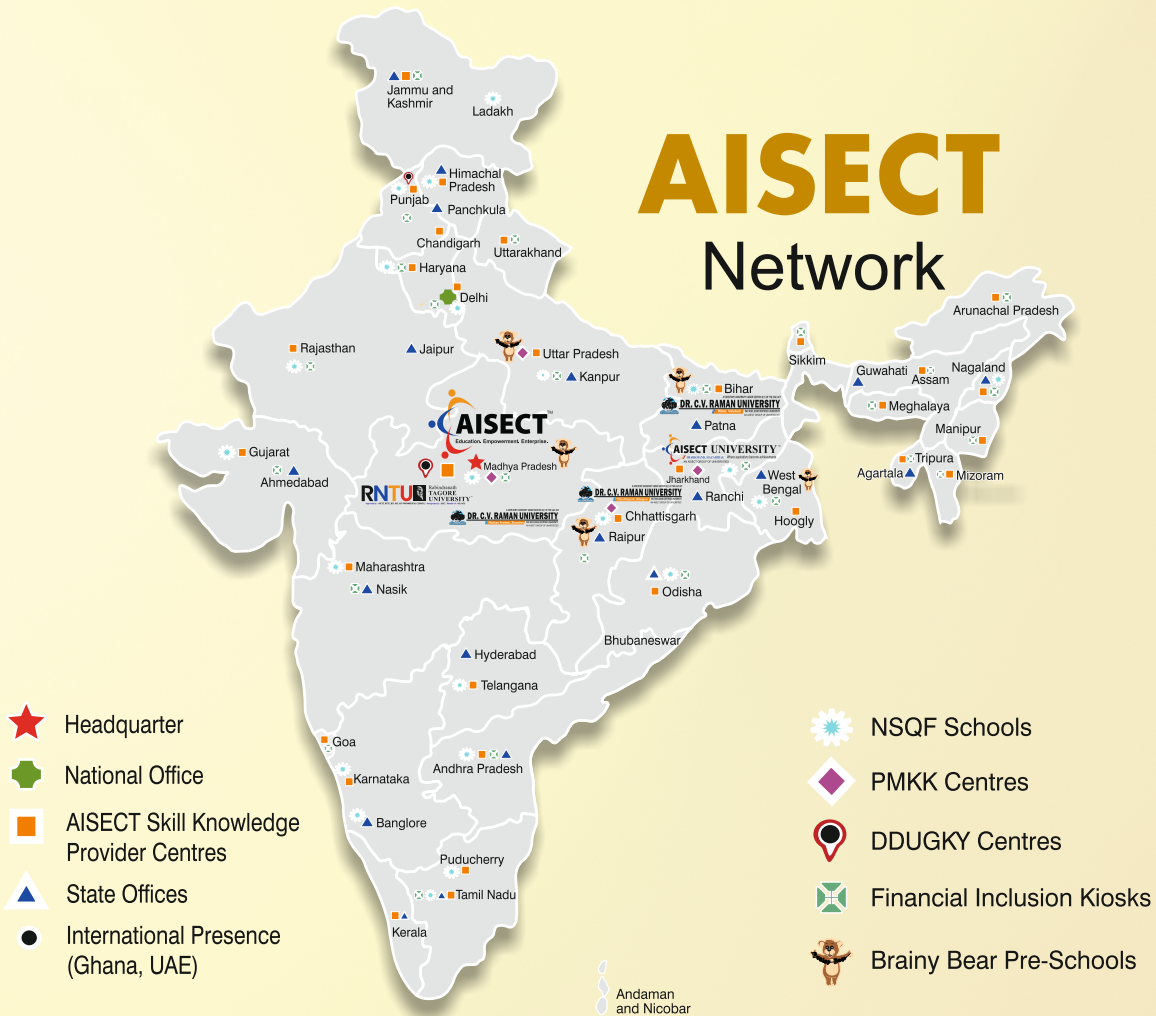 AISECT
Network
Jammu and
Kashmir
Ladakh
Himachal
Pradesh
Punjab
Panchkula
Chandigarh
Uttarakhand
Haryana
Delhi
Arunachal Pradesh
Rajasthan
Jaipur
Uttar Pradesh
Kanpur
Sikkim
Guwahati
Assam
Nagaland
Bihar
DR. C.V. RAMAN UNIVERSITY
Patna
Meghalaya
Manipur
AISECT™
Education. Empowerment. Enterprise.
AISECT UNIVERSITY
Jharkhand
Gujarat
Ahmedabad
Madhya Pradesh
Tripura
Agartala
Mizoram
West
Bengal
Hoogly
Ranchi
RNTU
Rabindranath
TAGORE
UNIVERSITY
DR. C.V. RAMAN UNIVERSITY
DR. C.V. RAMAN UNIVERSITY
Chhattisgarh
Raipur
Maharashtra
Nasik
Odisha
Bhubaneswar
Hyderabad
Telangana
Goa
Karnataka
Andhra Pradesh
Banglore
Puducherry
Tamil Nadu
Kerala
Andaman
and Nicobar
Headquarter
National Office
AISECT Skill Knowledge
Provider Centres
State Offices
International Presence
(Ghana, UAE)
NSQF Schools
PMKK Centres
DDUGKY Centres
Financial Inclusion Kiosks
Brainy Bear Pre-Schools